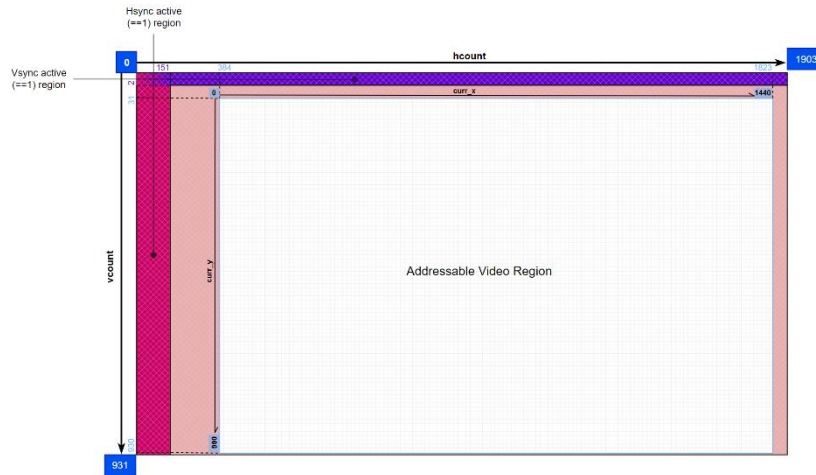 Hsync active
(==1) region
0
hcount
1903
151
384
1823
Vsync active
(==1) region
2
31
0
curr_x
1440
vcount
curr_y
Addressable Video Region
930
931